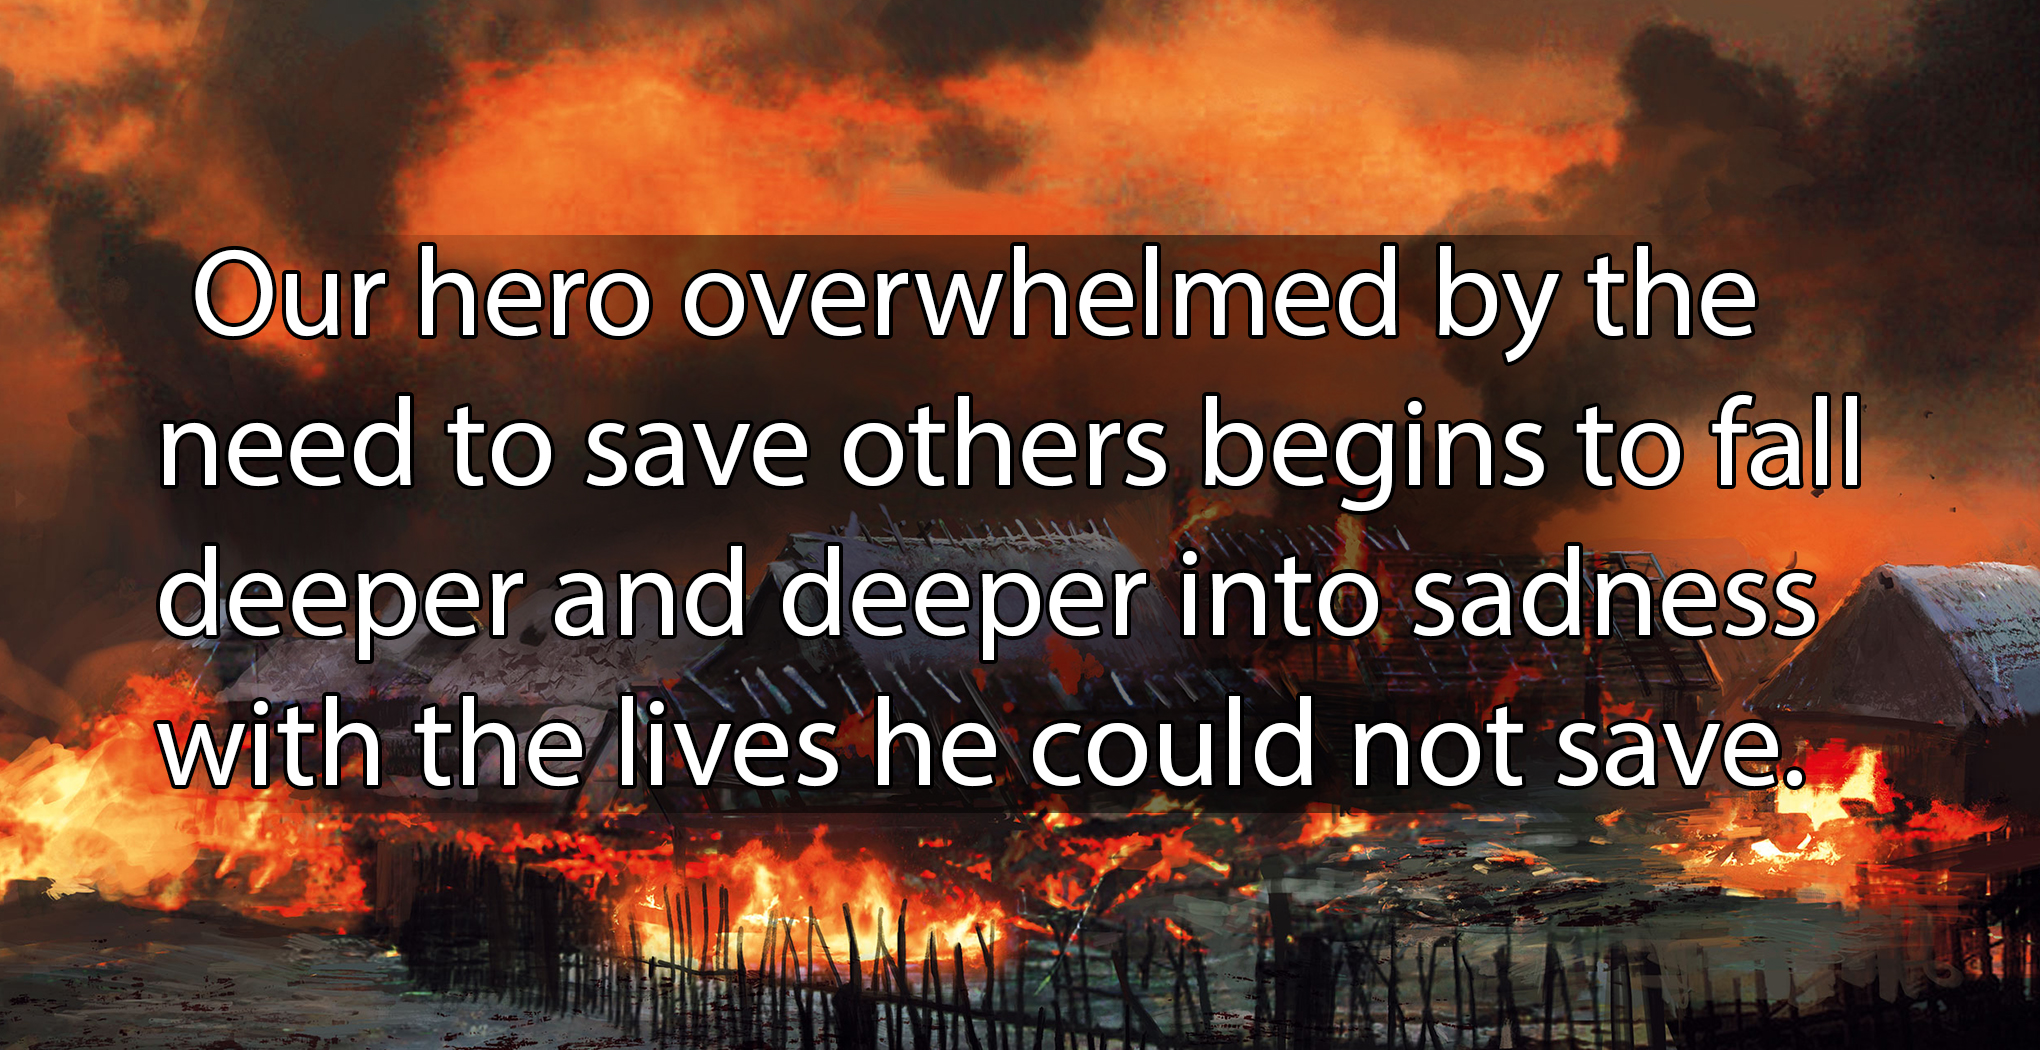 Our hero overwhelmed by the
need to save others begins to fall
deeper and deeper into sadness
with the lives he could not save.